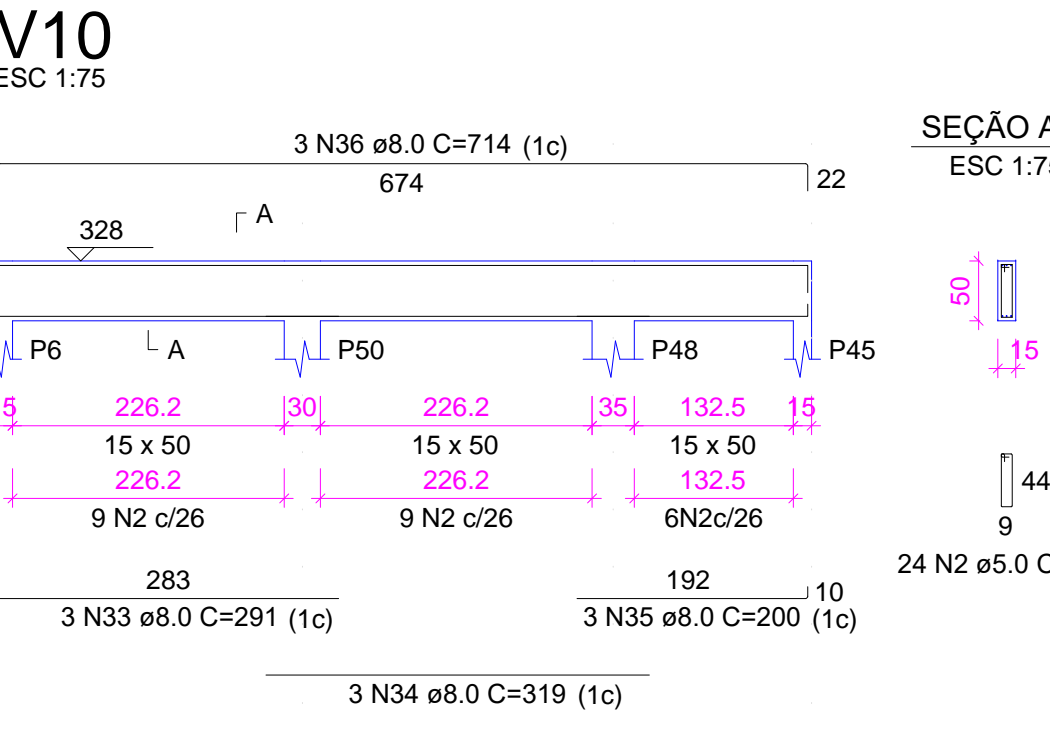 V10
ESC 1:75
3 N36 ø8.0 C=714 (1c)
674
22
SEÇÃO A
ESC 1:75
A
328
50
15
P6
A
P50
P48
P45
5
226.2
30
226.2
35
132.5
15
15 x 50
15 x 50
15 x 50
226.2
226.2
132.5
9 N2 c/26
9 N2 c/26
6N2c/26
44
9
24 N2 ø5.0 C
283
3 N33 ø8.0 C=291 (1c)
192
10
3 N35 ø8.0 C=200 (1c)
3 N34 ø8.0 C=319 (1c)